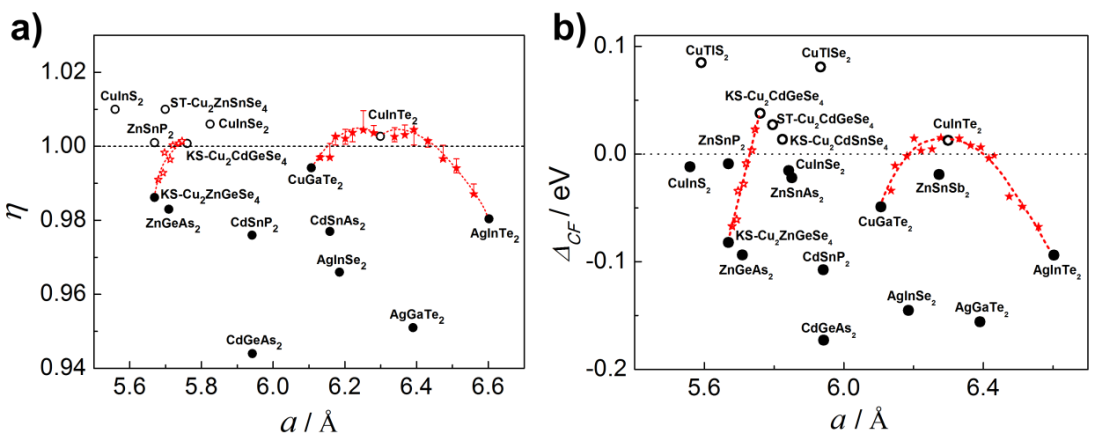 a)
η
1.02
1.00
0.98
0.96
0.94
CuInS2
ST-Cu2ZnSnSe4
ZnSnP2
CuInSe2
KS-Cu2CdGeSe4
KS-Cu2ZnGeSe4
ZnGeAs2
CdSnP2
CdSnAs2
AgInSe2
CdGeAs2
AgGaTe2
CuInTe2
CuGaTe2
AgInTe2
5.6 5.8 6.0 6.2 6.4 6.6
a / Å
b)
ΔCF / eV
0.1
0.0
-0.1
-0.2
CuTlS2
CuTlSe2
KS-Cu2CdGeSe4
ST-Cu2CdGeSe4
ZnSnP2
KS-Cu2CdSnSe4
CuInTe2
CuInS2
CuInSe2
ZnSnAs2
ZnSnSb2
CuGaTe2
KS-Cu2ZnGeSe4
ZnGeAs2
CdSnP2
AgInTe2
AgInSe2
AgGaTe2
CdGeAs2
5.6 6.0 6.4
a / Å